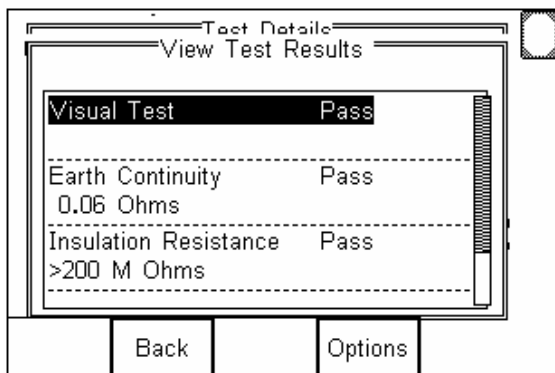 Test Details
View Test Results
Visual Test Pass
Earth Continuity Pass
0.06 Ohms
Insulation Resistance Pass
>200 M Ohms
Back Options